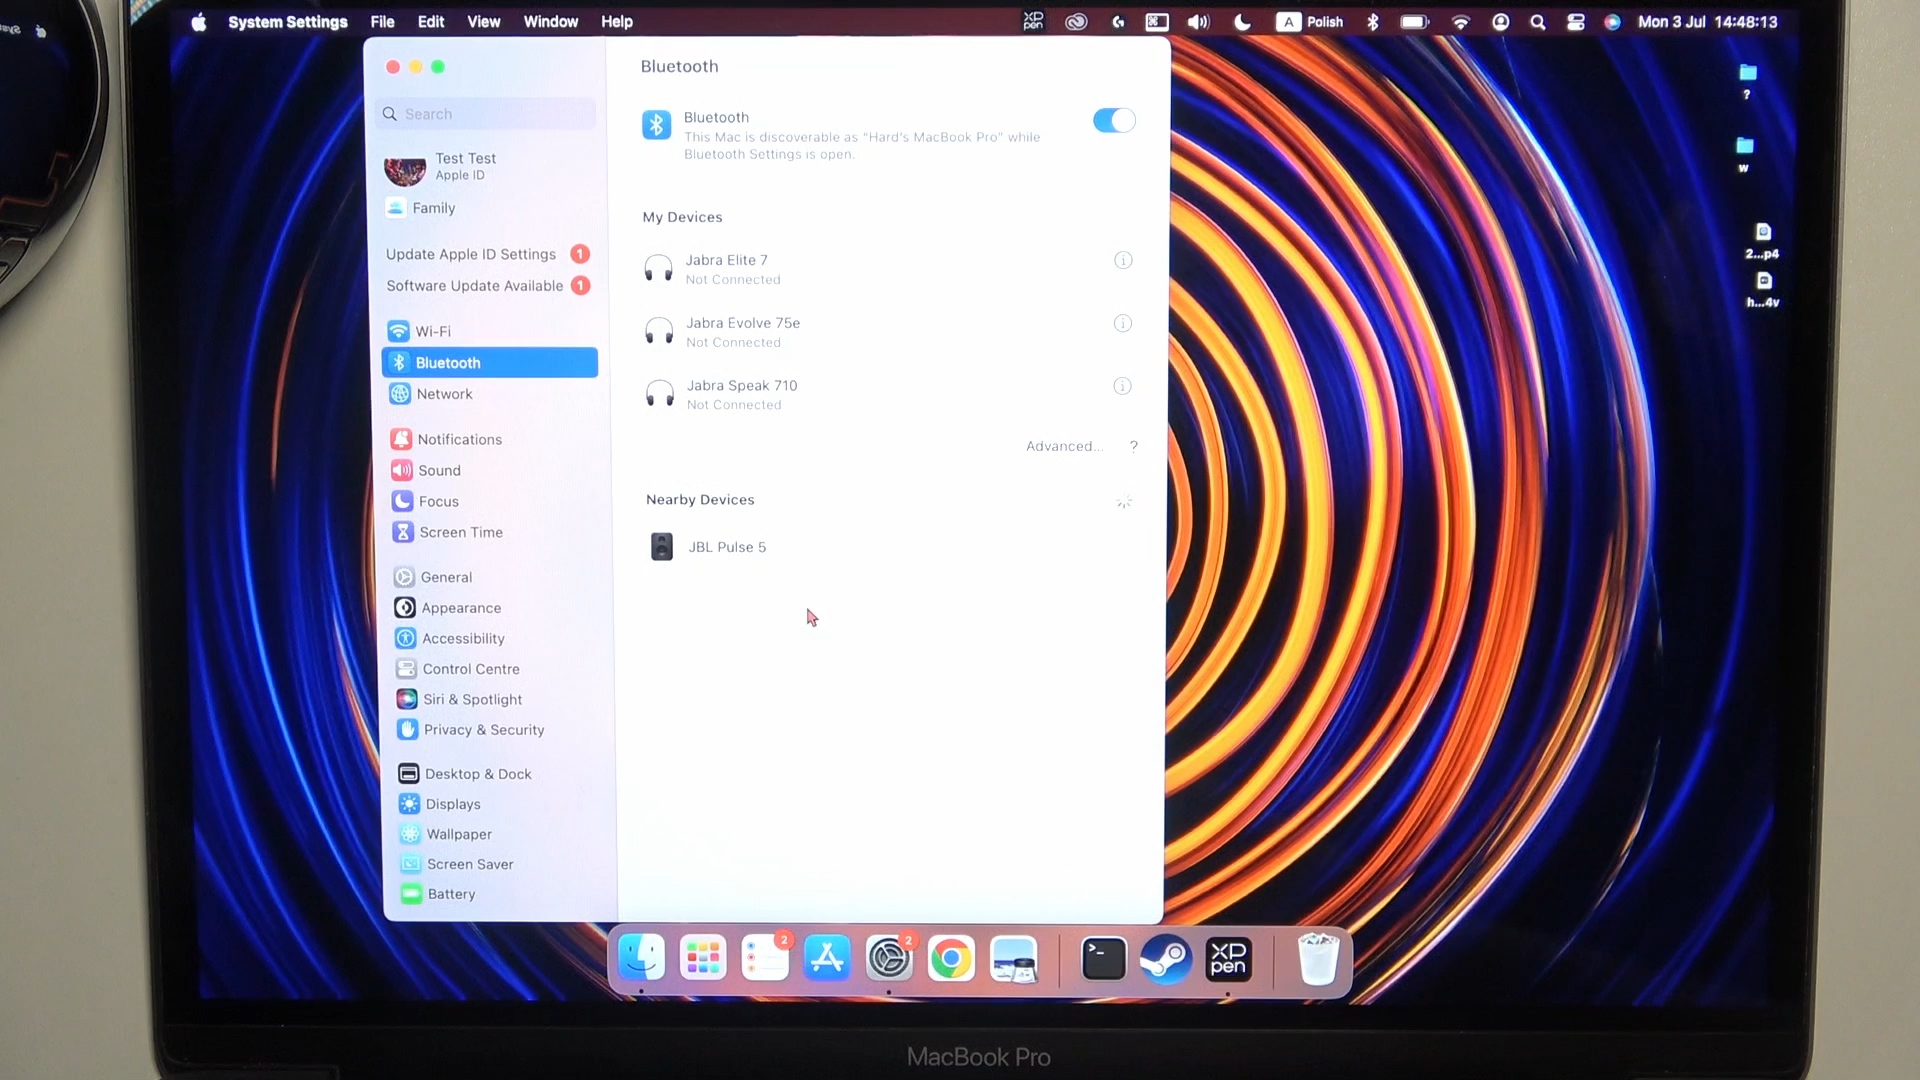 System Settings File Edit View Window Help
XP pen
A Polish
Mon 3 Jul 14:48:13
Search
Test Test
Apple ID
Family
Update Apple ID Settings 1
Software Update Available 1
Wi-Fi
Bluetooth
Network
Notifications
Sound
Focus
Screen Time
General
Appearance
Accessibility
Control Centre
Siri & Spotlight
Privacy & Security
Desktop & Dock
Displays
Wallpaper
Screen Saver
Battery
Bluetooth
Bluetooth
This Mac is discoverable as "Hard's MacBook Pro" while
Bluetooth Settings is open.
My Devices
Jabra Elite 7
Not Connected
Jabra Evolve 75e
Not Connected
Jabra Speak 710
Not Connected
Advanced... ?
Nearby Devices
JBL Pulse 5
?
w
2...p4
h...4v
2
2
>_
XP
pen
MacBook Pro